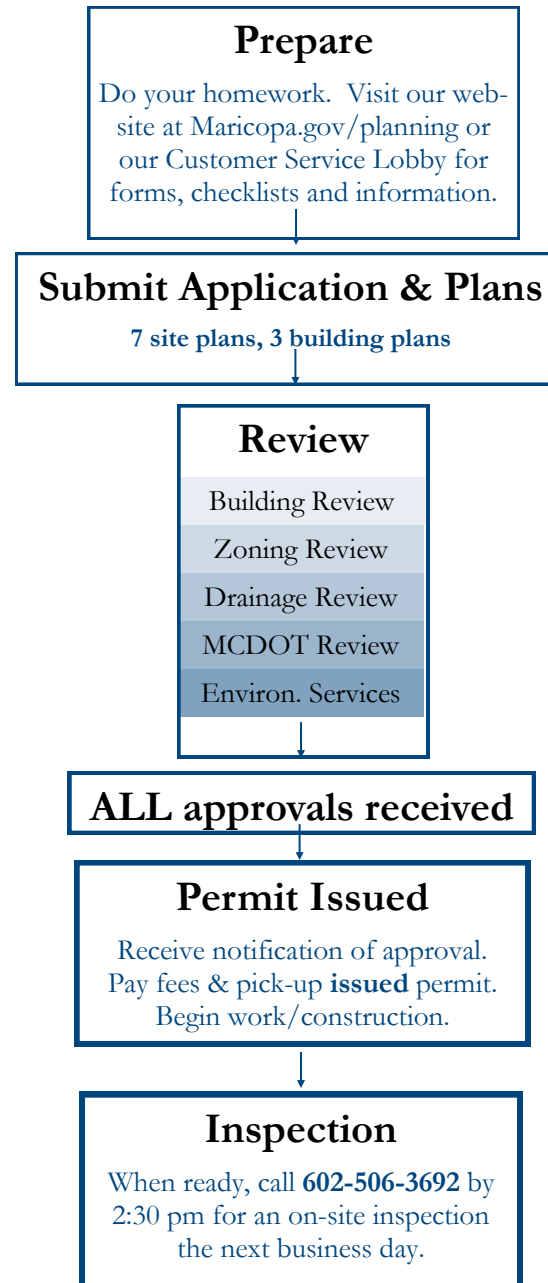 Prepare
Do your homework. Visit our web-
site at Maricopa.gov/planning or
our Customer Service Lobby for
forms, checklists and information.
Submit Application & Plans
7 site plans, 3 building plans
Review
Building Review
Zoning Review
Drainage Review
MCDOT Review
Environ. Services
ALL approvals received
Permit Issued
Receive notification of approval.
Pay fees & pick-up issued permit.
Begin work/construction.
Inspection
When ready, call 602-506-3692 by
2:30 pm for an on-site inspection
the next business day.